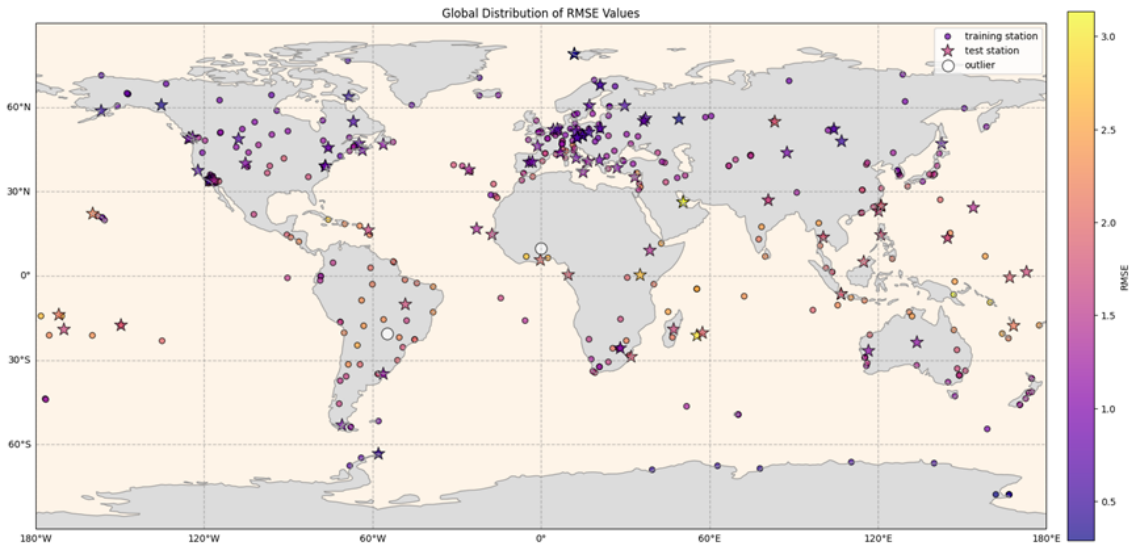 Global Distribution of RMSE Values
training station
test station
outlier
60°N
30°N
0°
30°S
60°S
180°W
120°W
60°W
0°
60°E
120°E
180°E
3.0
2.5
2.0
1.5
1.0
0.5
RMSE